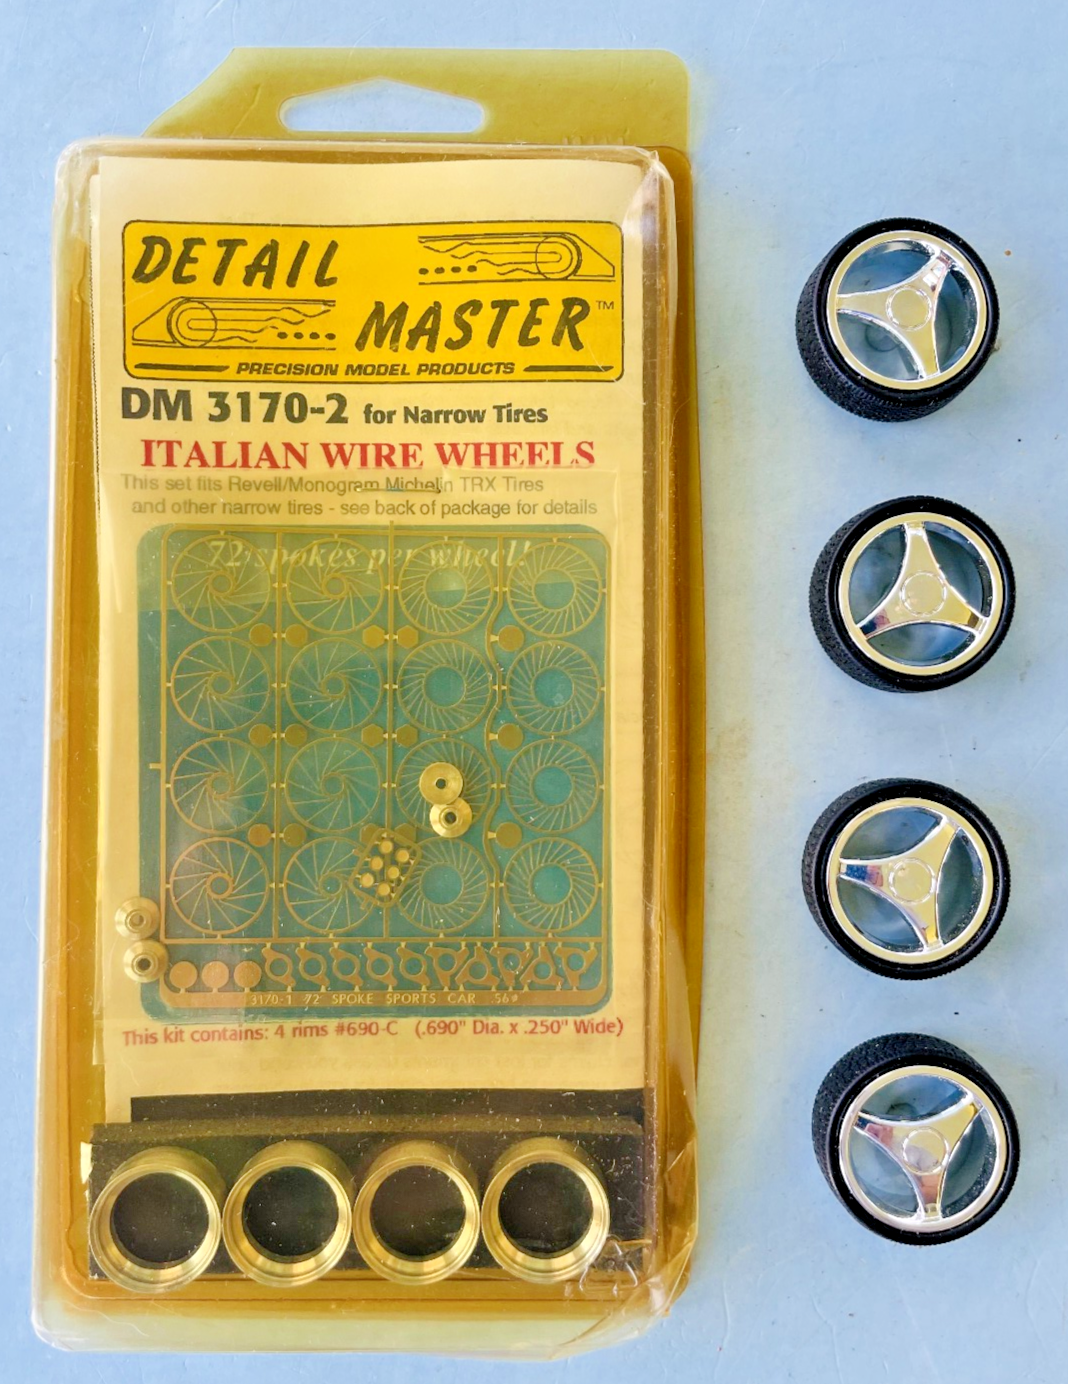 DETAIL
MASTER™
PRECISION MODEL PRODUCTS
DM 3170-2 for Narrow Tires
ITALIAN WIRE WHEELS
This set fits Revell/Monogram Michelin TRX Tires
and other narrow tires - see back of package for details
72 spokes per wheel!
3170-1 72 SPOKE SPORTS CAR .56"
This kit contains: 4 rims #690-C (.690" Dia. x .250" Wide)